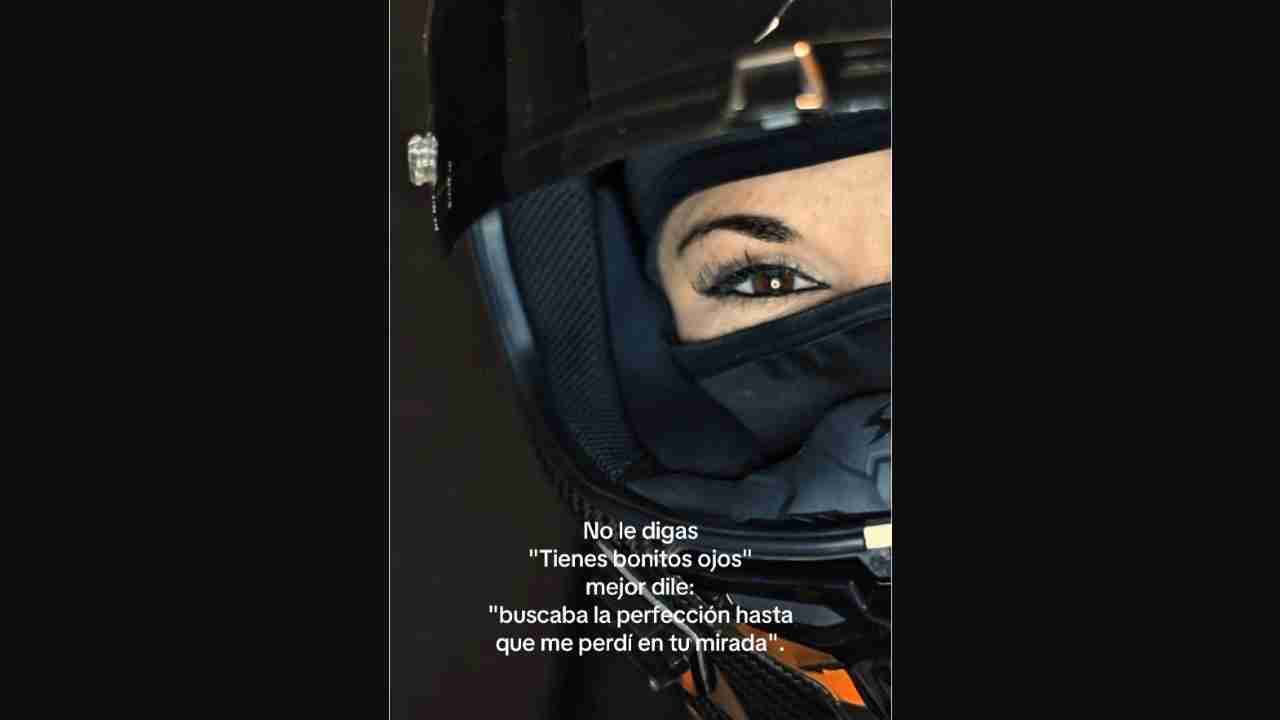 No le digas
"Tienes bonitos ojos"
mejor dile:
"buscaba la perfección hasta
que me perdí en tu mirada".